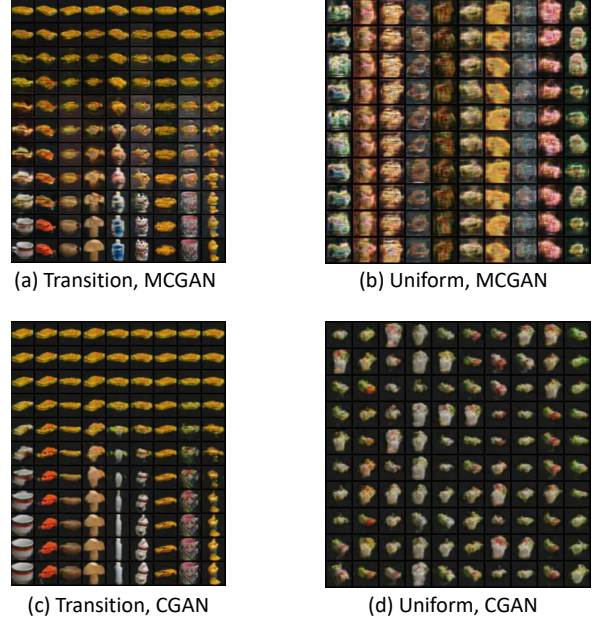 (a) Transition, MCGAN
(b) Uniform, MCGAN
(c) Transition, CGAN
(d) Uniform, CGAN